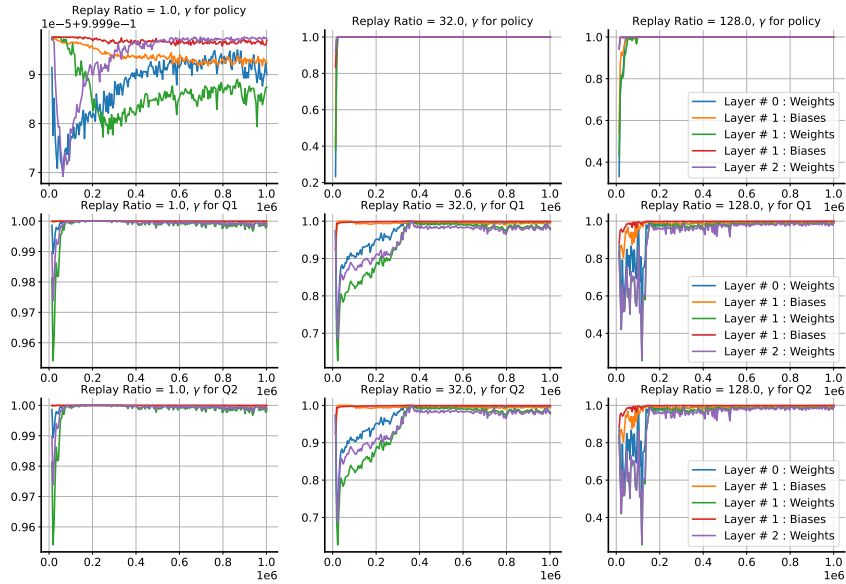 Replay Ratio = 1.0, γ for policy
Replay Ratio = 32.0, γ for policy
Replay Ratio = 128.0, γ for policy
1e−5+9.999e−1
9
8
7
0.0 0.2 0.4 0.6 0.8 1.0
1e6
1.0
0.8
0.6
0.4
0.2
0.0 0.2 0.4 0.6 0.8 1.0
1e6
1.0
0.8
0.6
0.4
0.0 0.2 0.4 0.6 0.8 1.0
1e6
Layer # 0 : Weights
Layer # 1 : Biases
Layer # 1 : Weights
Layer # 1 : Biases
Layer # 2 : Weights
Replay Ratio = 1.0, γ for Q1
Replay Ratio = 32.0, γ for Q1
Replay Ratio = 128.0, γ for Q1
1.00
0.99
0.98
0.97
0.96
0.0 0.2 0.4 0.6 0.8 1.0
1e6
1.0
0.9
0.8
0.7
0.0 0.2 0.4 0.6 0.8 1.0
1e6
1.0
0.8
0.6
0.4
0.0 0.2 0.4 0.6 0.8 1.0
1e6
Layer # 0 : Weights
Layer # 1 : Biases
Layer # 1 : Weights
Layer # 1 : Biases
Layer # 2 : Weights
Replay Ratio = 1.0, γ for Q2
Replay Ratio = 32.0, γ for Q2
Replay Ratio = 128.0, γ for Q2
1.00
0.99
0.98
0.97
0.96
0.0 0.2 0.4 0.6 0.8 1.0
1e6
1.0
0.9
0.8
0.7
0.0 0.2 0.4 0.6 0.8 1.0
1e6
1.0
0.8
0.6
0.4
0.0 0.2 0.4 0.6 0.8 1.0
1e6
Layer # 0 : Weights
Layer # 1 : Biases
Layer # 1 : Weights
Layer # 1 : Biases
Layer # 2 : Weights